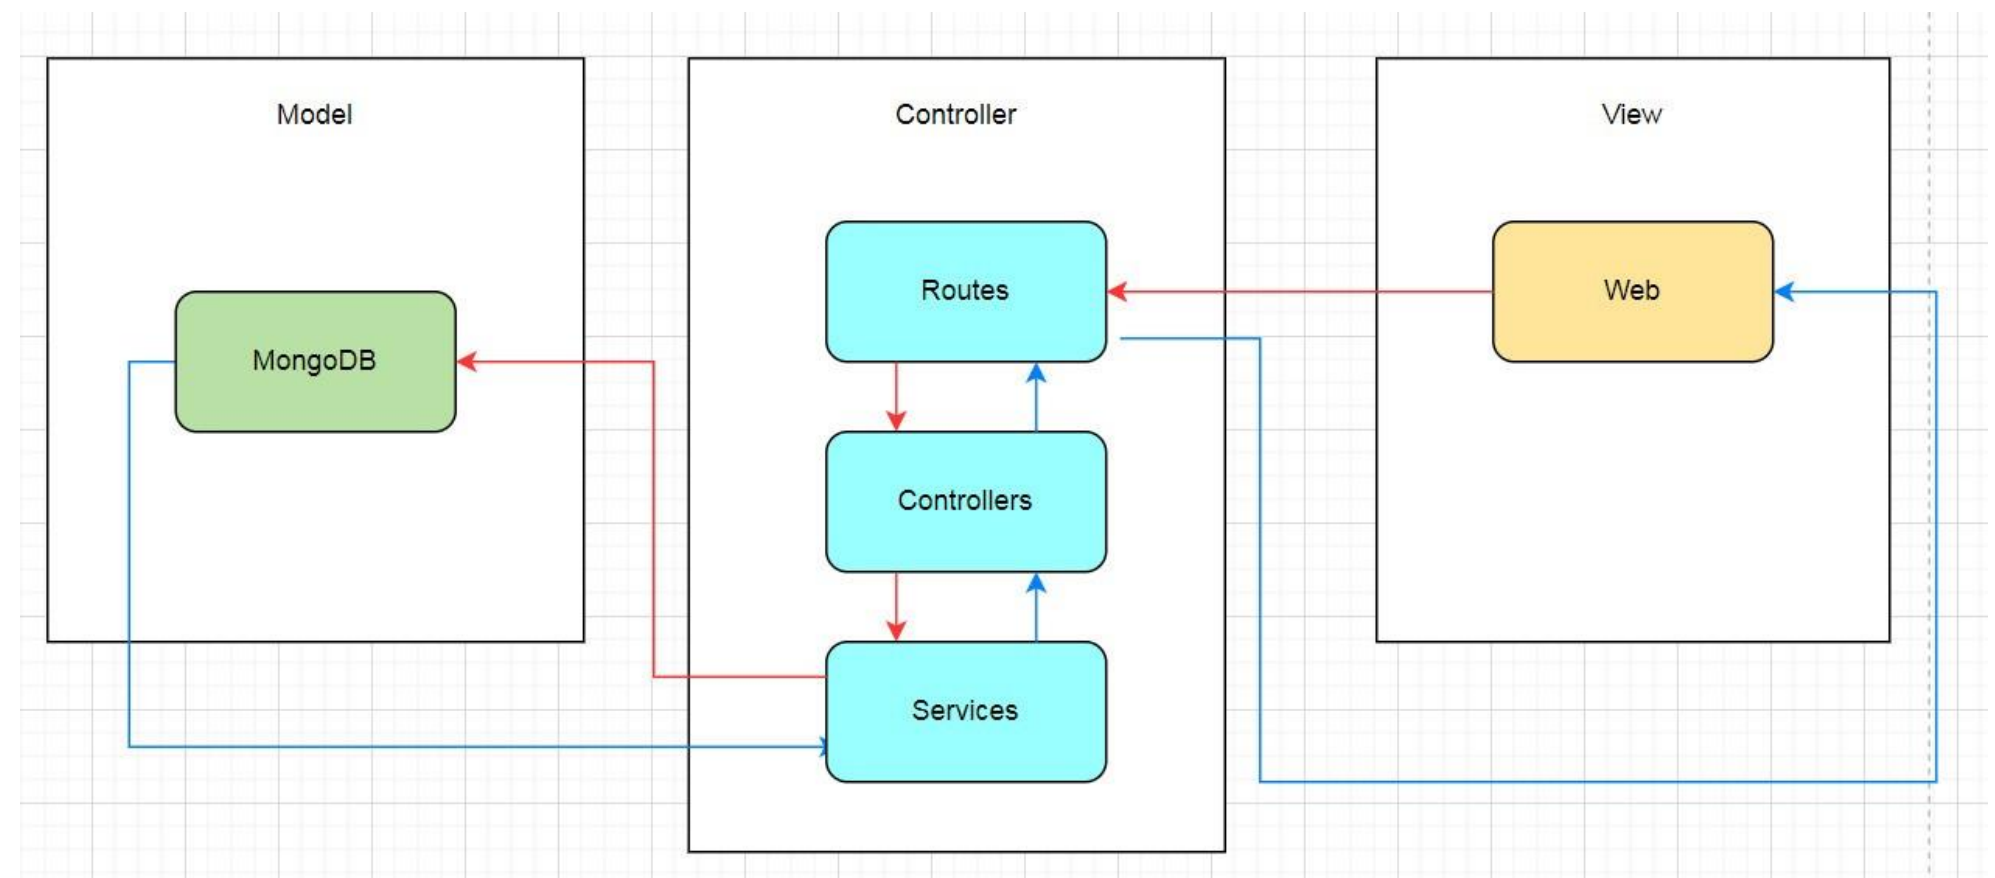 Model
Controller
View
Routes
Web
MongoDB
Controllers
Services